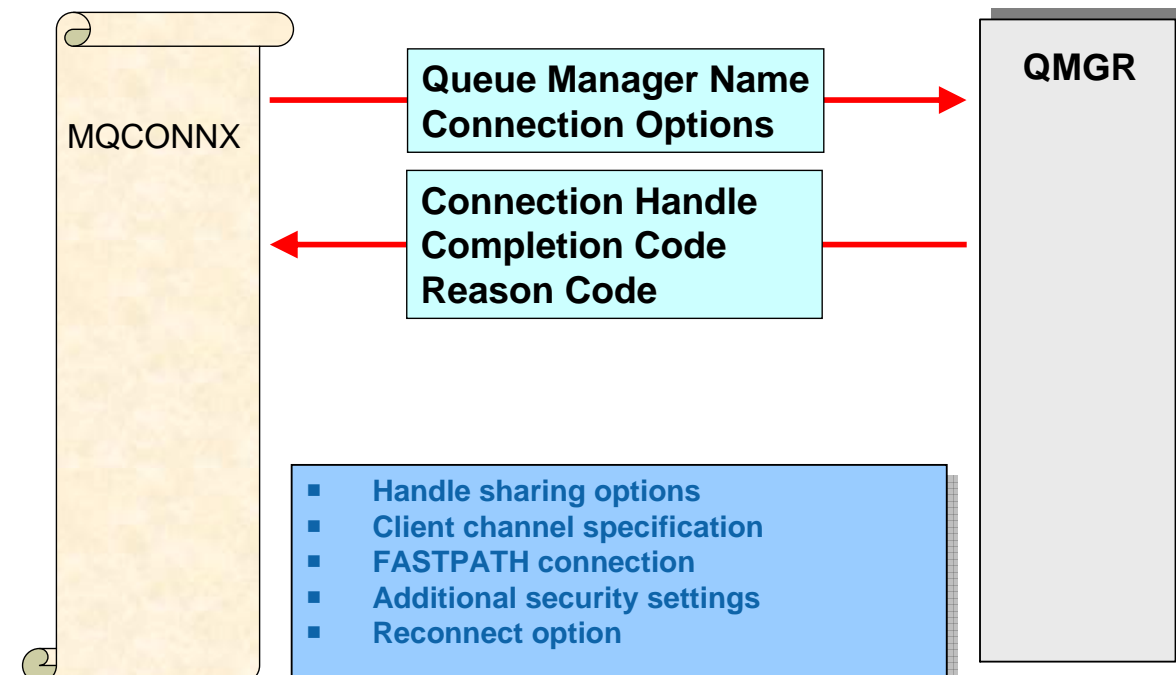 MQCONNX
Queue Manager Name
Connection Options
QMGR
Connection Handle
Completion Code
Reason Code
▪ Handle sharing options
▪ Client channel specification
▪ FASTPATH connection
▪ Additional security settings
▪ Reconnect option